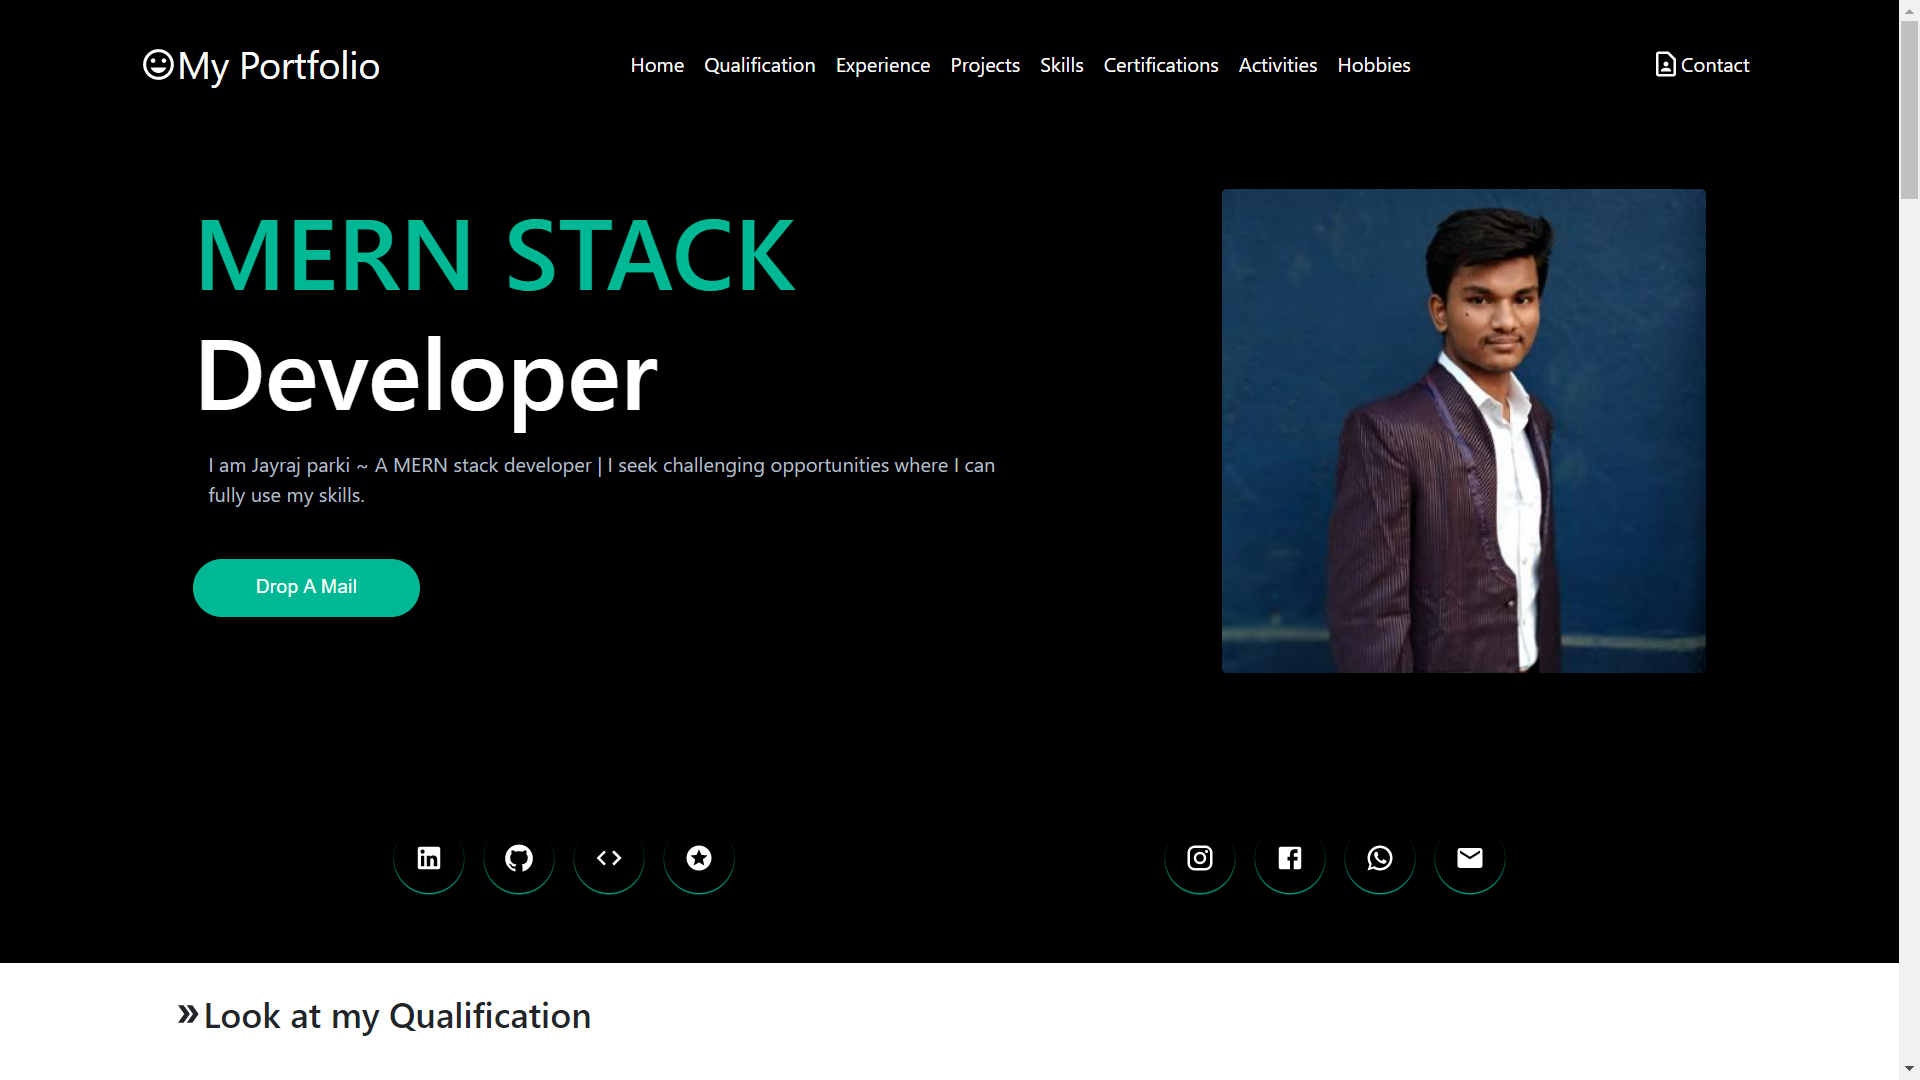 My Portfolio
Home Qualification Experience Projects Skills Certifications Activities Hobbies
Contact
MERN STACK
Developer
I am Jayraj parki ~ A MERN stack developer | I seek challenging opportunities where I can
fully use my skills.
Drop A Mail
Look at my Qualification